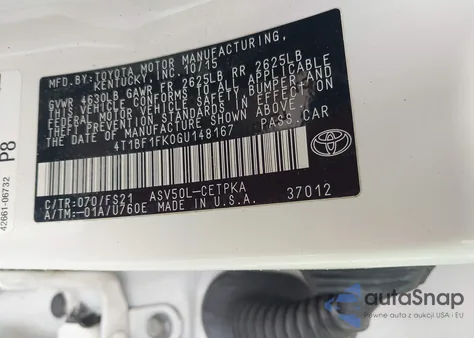 MFD. BY: TOYOTA MOTOR MANUFACTURING,
KENTUCKY, INC. 10/15
GVWR 4630LB GAWR FR 2625LB RR 2625LB
THIS VEHICLE CONFORMS TO ALL APPLICABLE
FEDERAL MOTOR VEHICLE SAFETY, BUMPER, AND
THEFT PREVENTION STANDARDS IN EFFECT ON
THE DATE OF MANUFACTURE SHOWN ABOVE.
4T1BF1FK0GU148167 PASS.CAR
TOYOTA
C/TR:070/FS21 ASV50L-CETPKA 37012
A/TM:-01A/U760E MADE IN U.S.A.
P8
42661-06732
autoSnap
Twoje auto z aukcji USA i EU